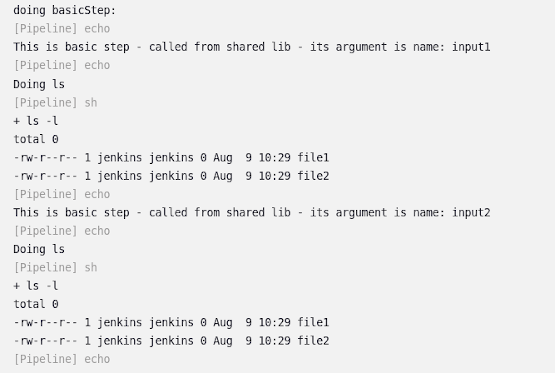 doing basicStep:
[Pipeline] echo
This is basic step - called from shared lib - its argument is name: input1
[Pipeline] echo
Doing ls
[Pipeline] sh
+ ls -l
total 0
-rw-r--r-- 1 jenkins jenkins 0 Aug  9 10:29 file1
-rw-r--r-- 1 jenkins jenkins 0 Aug  9 10:29 file2
[Pipeline] echo
This is basic step - called from shared lib - its argument is name: input2
[Pipeline] echo
Doing ls
[Pipeline] sh
+ ls -l
total 0
-rw-r--r-- 1 jenkins jenkins 0 Aug  9 10:29 file1
-rw-r--r-- 1 jenkins jenkins 0 Aug  9 10:29 file2
[Pipeline] echo